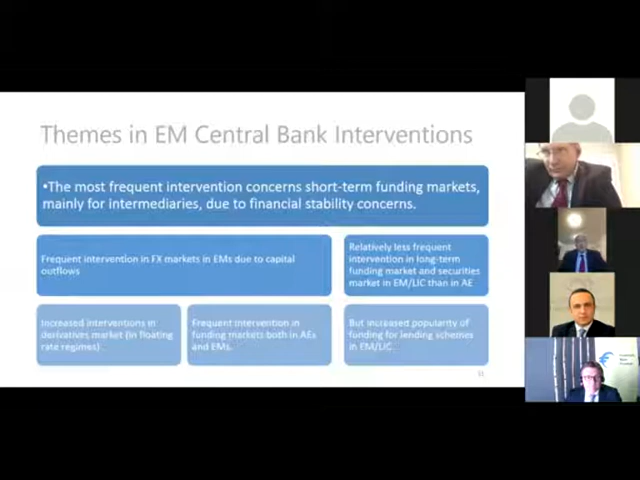 Themes in EM Central Bank Interventions
•The most frequent intervention concerns short-term funding markets,
mainly for intermediaries, due to financial stability concerns.
Frequent intervention in FX markets in EMs due to capital
outflows
Relatively less frequent
intervention in long-term
funding market and securities
market in EM/LIC than in AE
Increased interventions in
derivatives market (in floating
rate regimes)
Frequent intervention in
funding markets both in AEs
and EMs.
But increased popularity of
funding for lending schemes
in EM/LIC